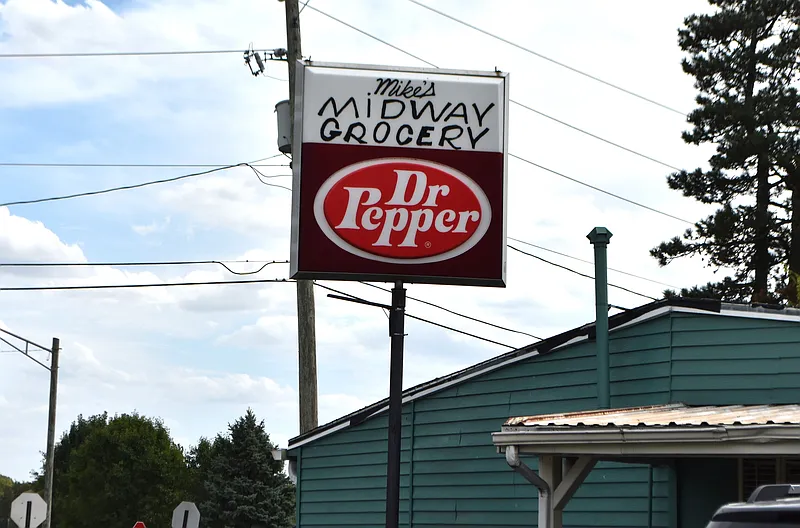 Mike's
MiDWAY
GROCERY
Dr
Pepper
®